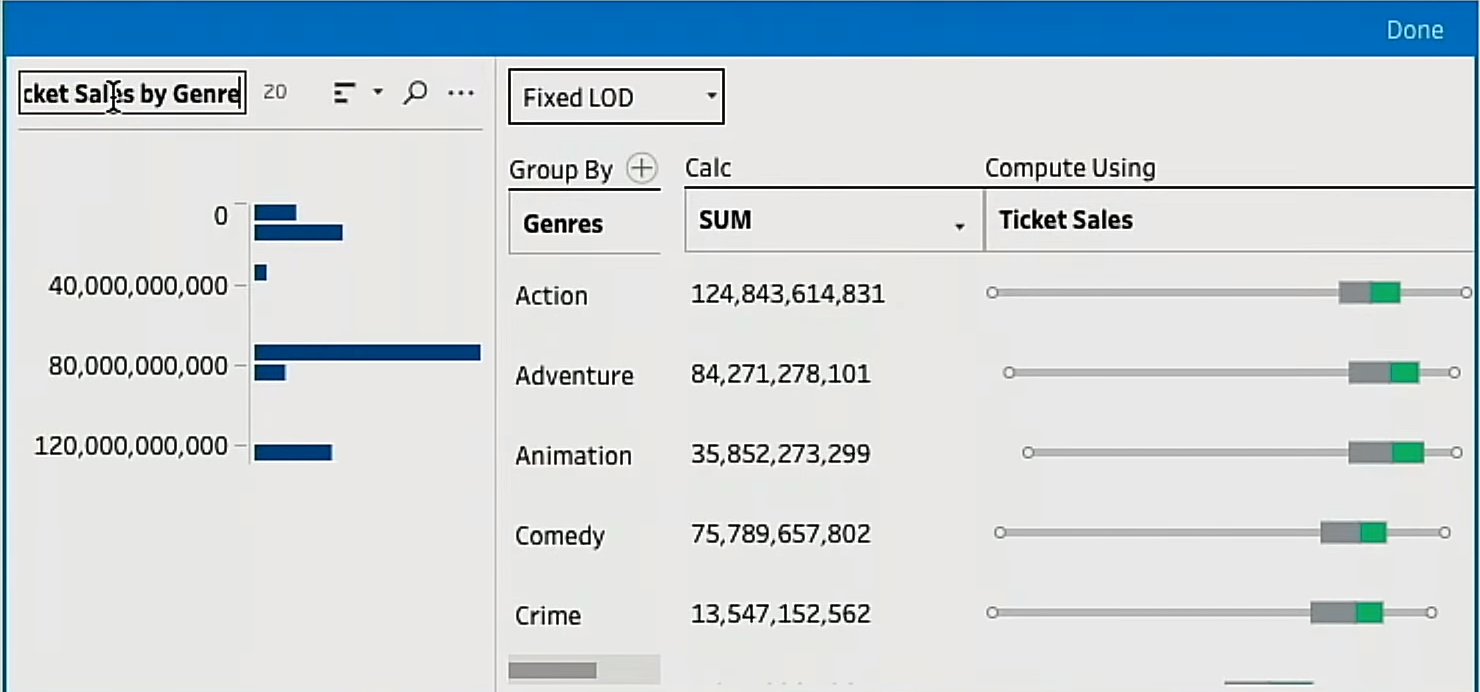 Done
cket Sales by Genre 20
0
40,000,000,000
80,000,000,000
120,000,000,000
Fixed LOD
Group By Calc Compute Using
Genres SUM Ticket Sales
Action 124,843,614,831
Adventure 84,271,278,101
Animation 35,852,273,299
Comedy 75,789,657,802
Crime 13,547,152,562